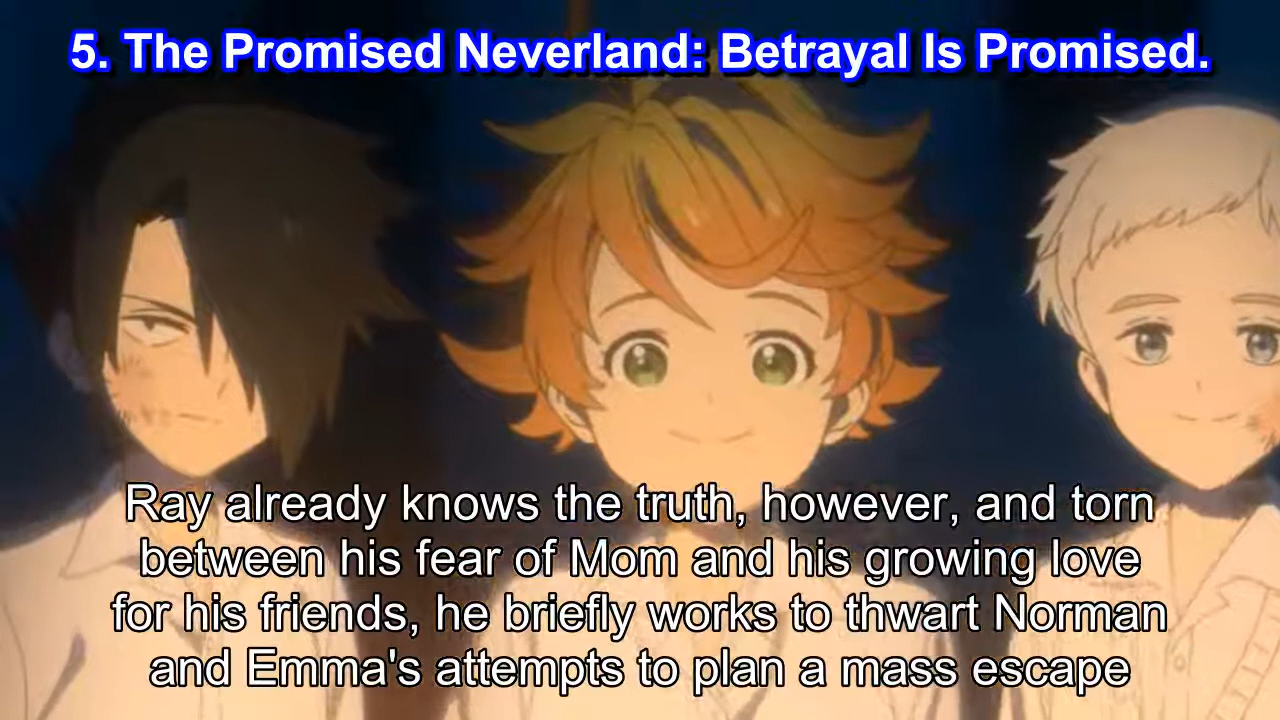 5. The Promised Neverland: Betrayal Is Promised.
Ray already knows the truth, however, and torn
between his fear of Mom and his growing love
for his friends, he briefly works to thwart Norman
and Emma's attempts to plan a mass escape